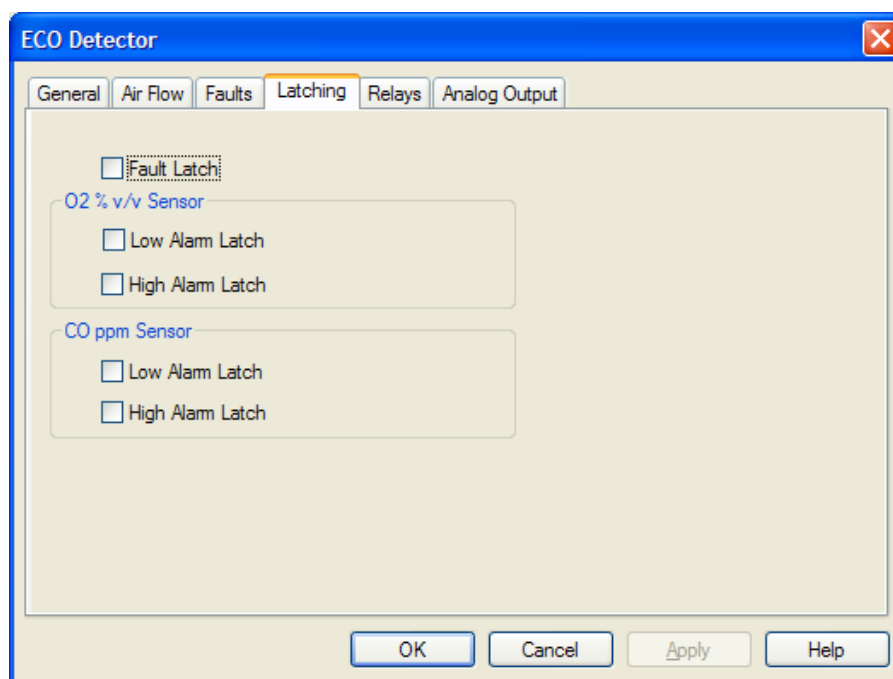 ECO Detector
General Air Flow Faults Latching Relays Analog Output
Fault Latch
O2 % v/v Sensor
Low Alarm Latch
High Alarm Latch
CO ppm Sensor
Low Alarm Latch
High Alarm Latch
OK Cancel Apply Help